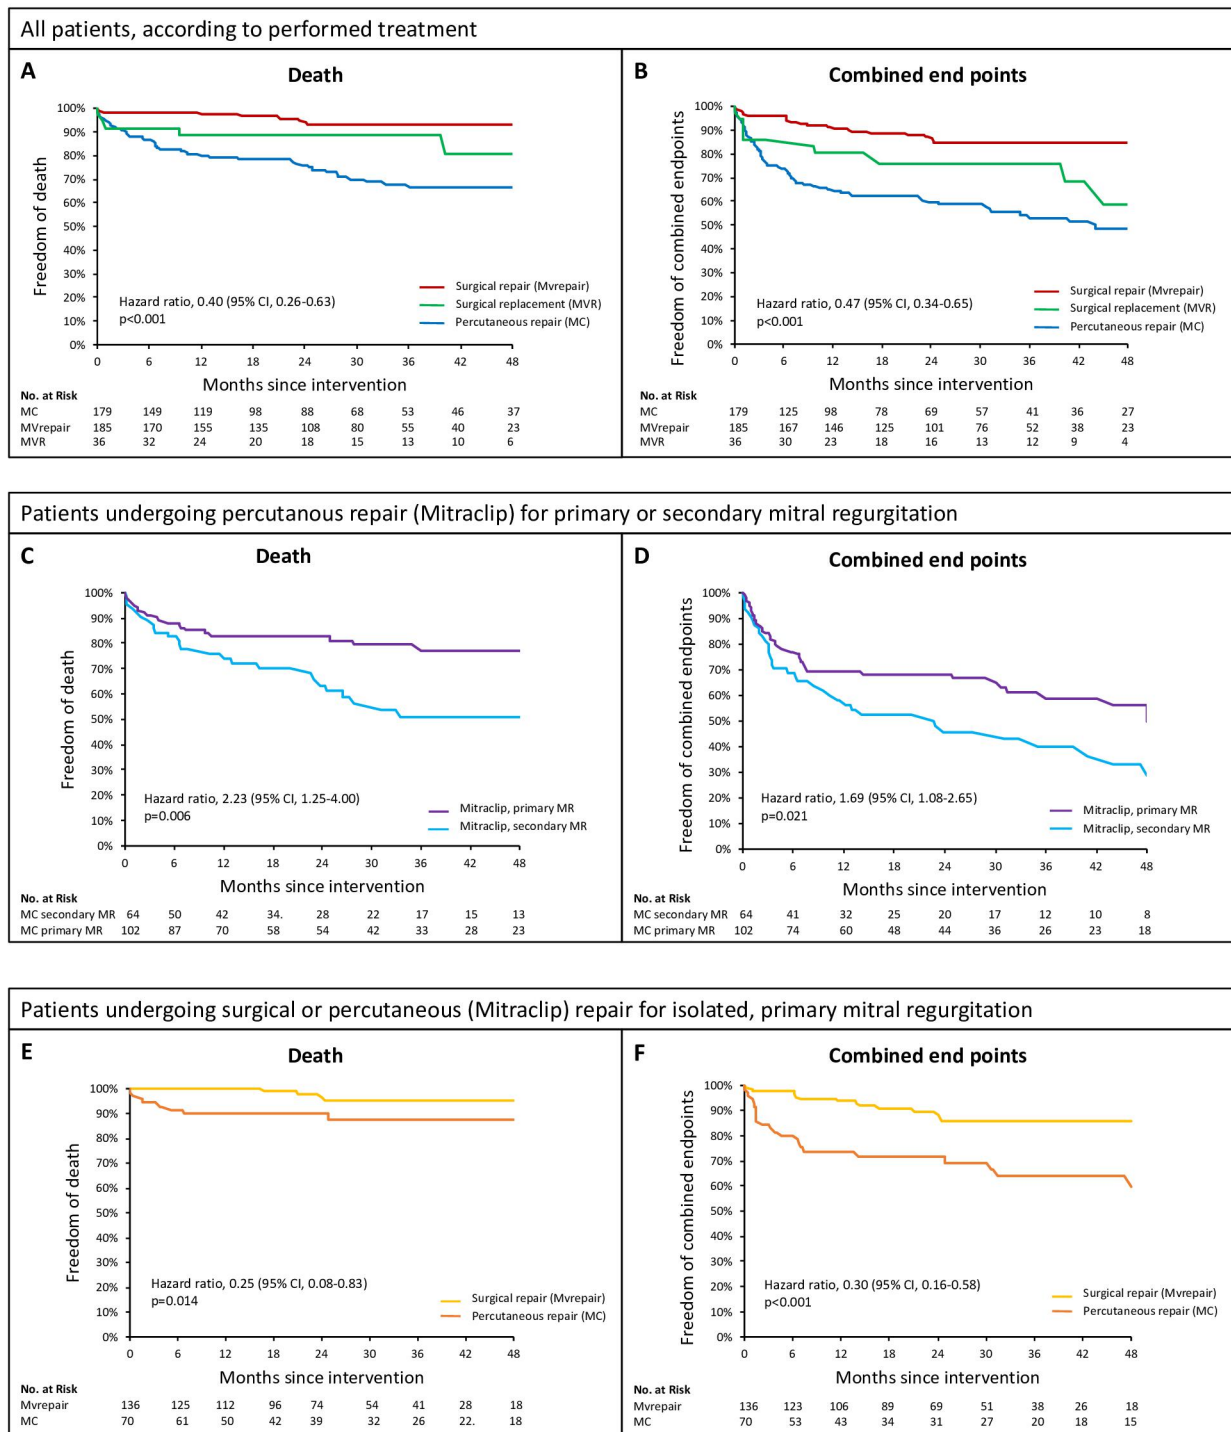 All patients, according to performed treatment
A
Death
Freedom of death
100%
90%
80%
70%
60%
50%
40%
30%
20%
10%
0%
Hazard ratio, 0.40 (95% CI, 0.26-0.63)
p<0.001
Surgical repair (Mvrepair)
Surgical replacement (MVR)
Percutaneous repair (MC)
0 6 12 18 24 30 36 42 48
Months since intervention
No. at Risk
MC 179 149 119 98 88 68 53 46 37
MVrepair 185 170 155 135 108 80 55 40 23
MVR 36 32 24 20 18 15 13 10 6
B
Combined end points
Freedom of combined endpoints
100%
90%
80%
70%
60%
50%
40%
30%
20%
10%
0%
Hazard ratio, 0.47 (95% CI, 0.34-0.65)
p<0.001
Surgical repair (Mvrepair)
Surgical replacement (MVR)
Percutaneous repair (MC)
0 6 12 18 24 30 36 42 48
Months since intervention
No. at Risk
MC 179 125 98 78 69 57 41 36 27
MVrepair 185 167 146 125 101 76 52 38 23
MVR 36 30 23 18 16 13 12 9 4
Patients undergoing percutanous repair (Mitraclip) for primary or secondary mitral regurgitation
C
Death
Freedom of death
100%
90%
80%
70%
60%
50%
40%
30%
20%
10%
0%
Hazard ratio, 2.23 (95% CI, 1.25-4.00)
p=0.006
Mitraclip, primary MR
Mitraclip, secondary MR
0 6 12 18 24 30 36 42 48
Months since intervention
No. at Risk
MC secondary MR 64 50 42 34. 28 22 17 15 13
MC primary MR 102 87 70 58 54 42 33 28 23
D
Combined end points
Freedom of combined endpoints
100%
90%
80%
70%
60%
50%
40%
30%
20%
10%
0%
Hazard ratio, 1.69 (95% CI, 1.08-2.65)
p=0.021
Mitraclip, primary MR
Mitraclip, secondary MR
0 6 12 18 24 30 36 42 48
Months since intervention
No. at Risk
MC secondary MR 64 41 32 25 20 17 12 10 8
MC primary MR 102 74 60 48 44 36 26 23 18
Patients undergoing surgical or percutaneous (Mitraclip) repair for isolated, primary mitral regurgitation
E
Death
Freedom of death
100%
90%
80%
70%
60%
50%
40%
30%
20%
10%
0%
Hazard ratio, 0.25 (95% CI, 0.08-0.83)
p=0.014
Surgical repair (Mvrepair)
Percutaneous repair (MC)
0 6 12 18 24 30 36 42 48
Months since intervention
No. at Risk
Mvrepair 136 125 112 96 74 54 41 28 18
MC 70 61 50 42 39 32 26 22. 18
F
Combined end points
Freedom of combined endpoints
100%
90%
80%
70%
60%
50%
40%
30%
20%
10%
0%
Hazard ratio, 0.30 (95% CI, 0.16-0.58)
p<0.001
Surgical repair (Mvrepair)
Percutaneous repair (MC)
0 6 12 18 24 30 36 42 48
Months since intervention
No. at Risk
Mvrepair 136 123 106 89 69 51 38 26 18
MC 70 53 43 34 31 27 20 18 15